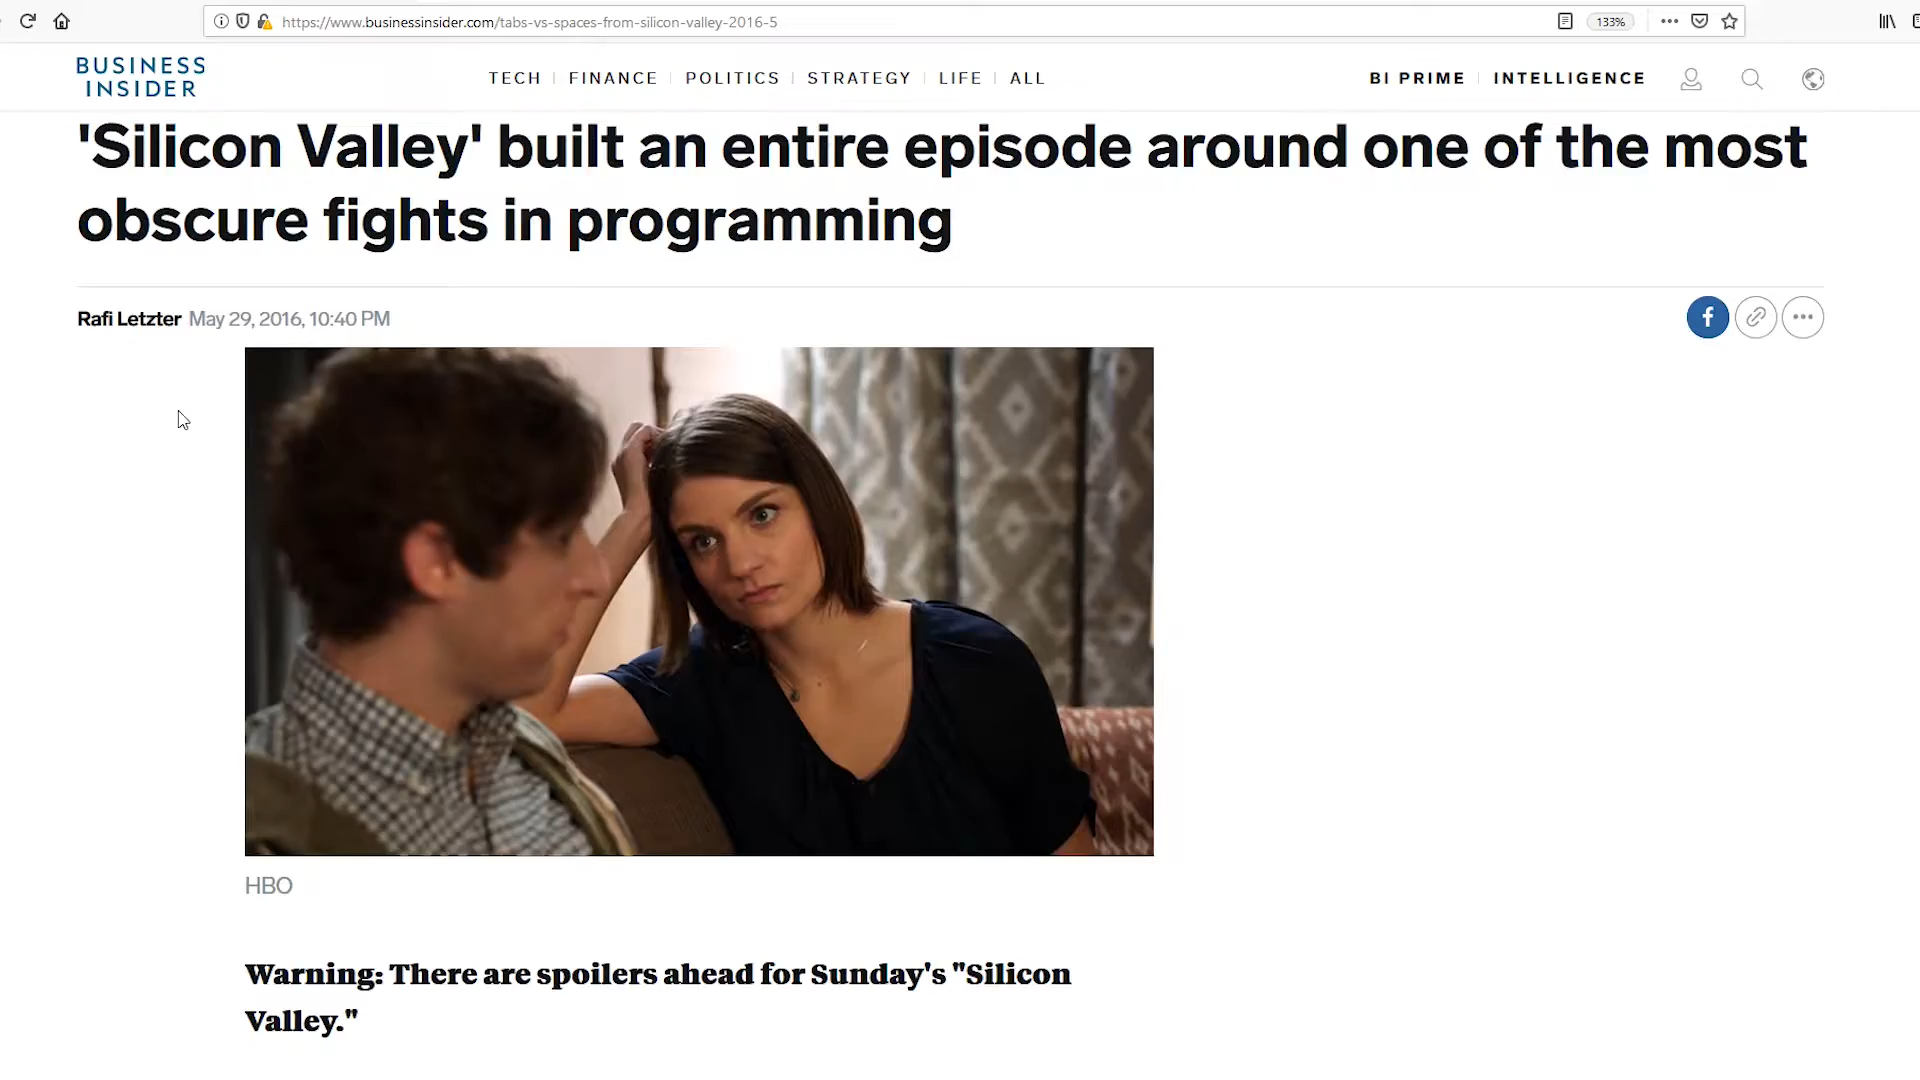 https://www.businessinsider.com/tabs-vs-spaces-from-silicon-valley-2016-5
133%
BUSINESS
INSIDER
TECH FINANCE POLITICS STRATEGY LIFE ALL
BI PRIME INTELLIGENCE
'Silicon Valley' built an entire episode around one of the most
obscure fights in programming
Rafi Letzter May 29, 2016, 10:40 PM
HBO
Warning: There are spoilers ahead for Sunday's "Silicon
Valley."